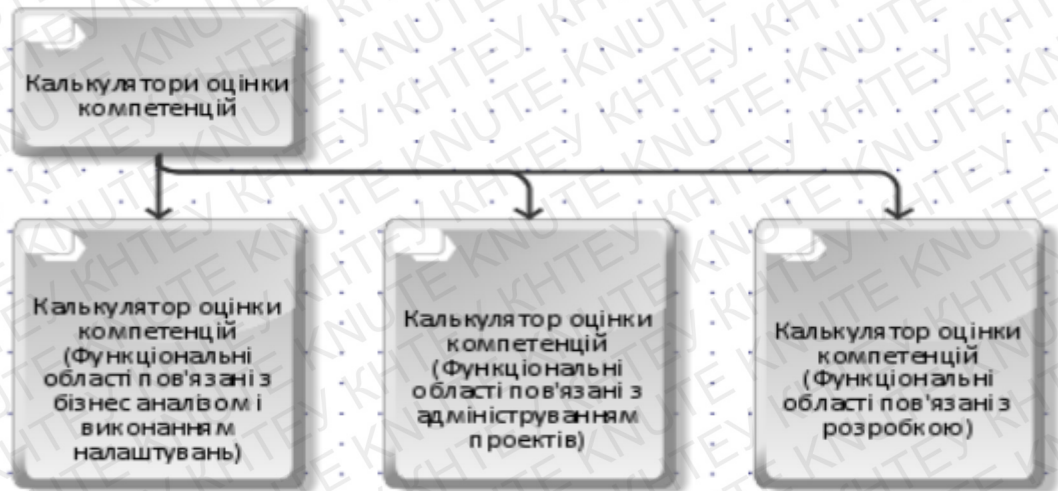 Калькулятори оцінки
компетенцій
Калькулятор оцінки
компетенцій
(Функціональні
області пов'язані з
бізнес аналізом і
виконанням
налаштувань)
Калькулятор оцінки
компетенцій
(Функціональні
області пов'язані з
адмініструванням
проектів)
Калькулятор оцінки
компетенцій
(Функціональні
області пов'язані з
розробкою)